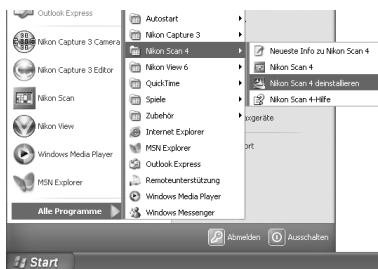 Outlook Express
Nikon Capture 3 Camera
Nikon Capture 3 Editor
Nikon Scan
Nikon View
Windows Media Player
MSN Explorer
Alle Programme
Autostart
Nikon Capture 3
Nikon Scan 4
Nikon View 6
QuickTime
Spiele
Zubehör
Internet Explorer
MSN Explorer
Outlook Express
Remoteunterstützung
Windows Media Player
Windows Messenger
Neueste Info zu Nikon Scan 4
Nikon Scan 4
Nikon Scan 4 deinstallieren
Nikon Scan 4-Hilfe
Abmelden
Ausschalten
Start